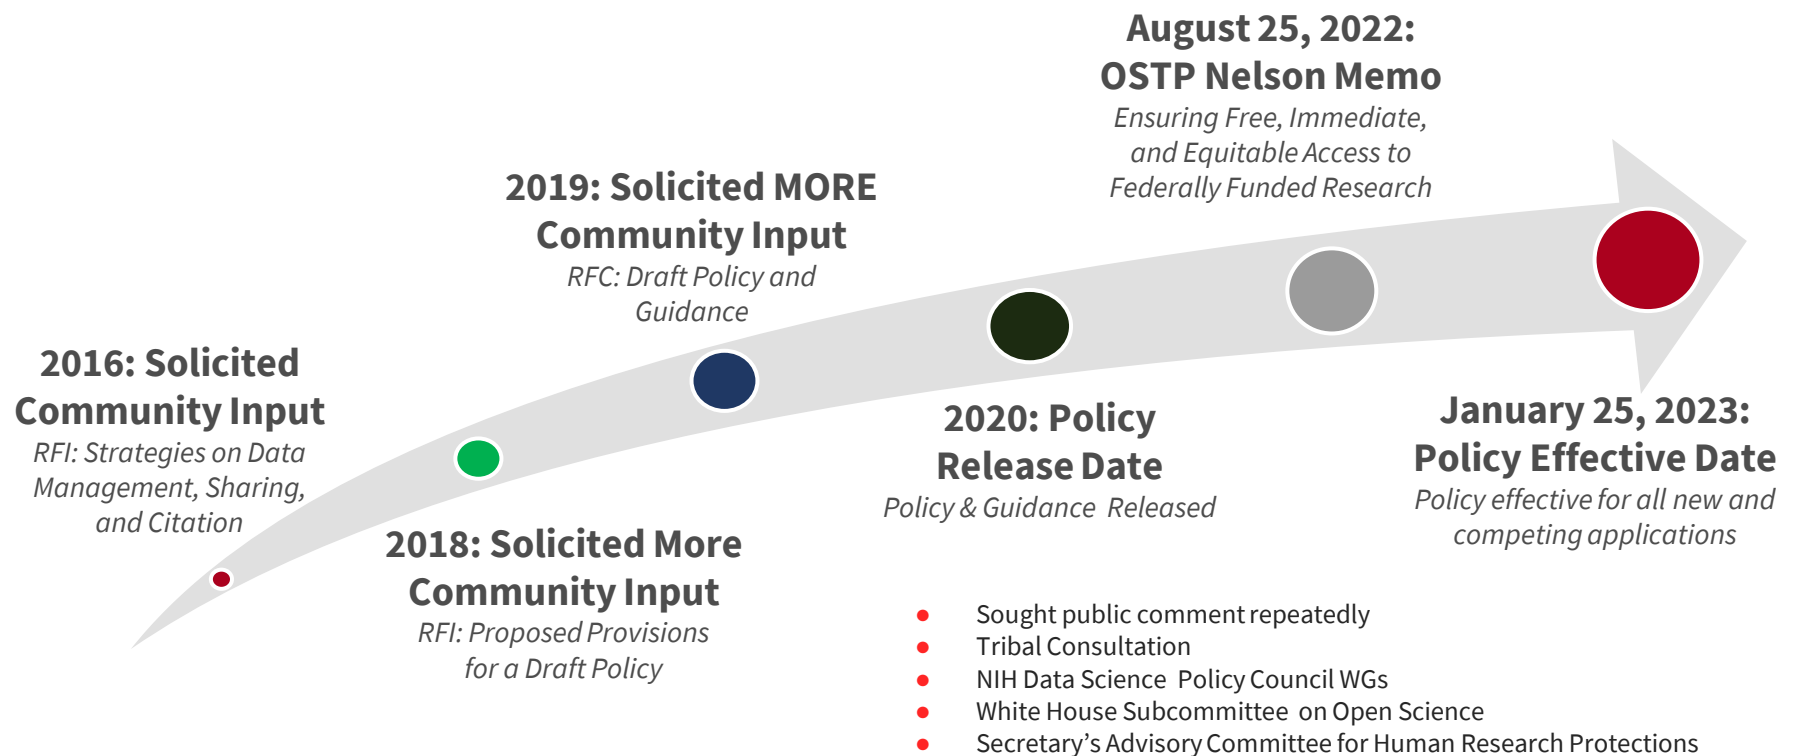 August 25, 2022:
OSTP Nelson Memo
Ensuring Free, Immediate,
and Equitable Access to
Federally Funded Research
2019: Solicited MORE
Community Input
RFC: Draft Policy and
Guidance
2016: Solicited
Community Input
RFI: Strategies on Data
Management, Sharing,
and Citation
2018: Solicited More
Community Input
RFI: Proposed Provisions
for a Draft Policy
2020: Policy
Release Date
Policy & Guidance Released
January 25, 2023:
Policy Effective Date
Policy effective for all new and
competing applications
● Sought public comment repeatedly
● Tribal Consultation
● NIH Data Science Policy Council WGs
● White House Subcommittee on Open Science
● Secretary's Advisory Committee for Human Research Protections